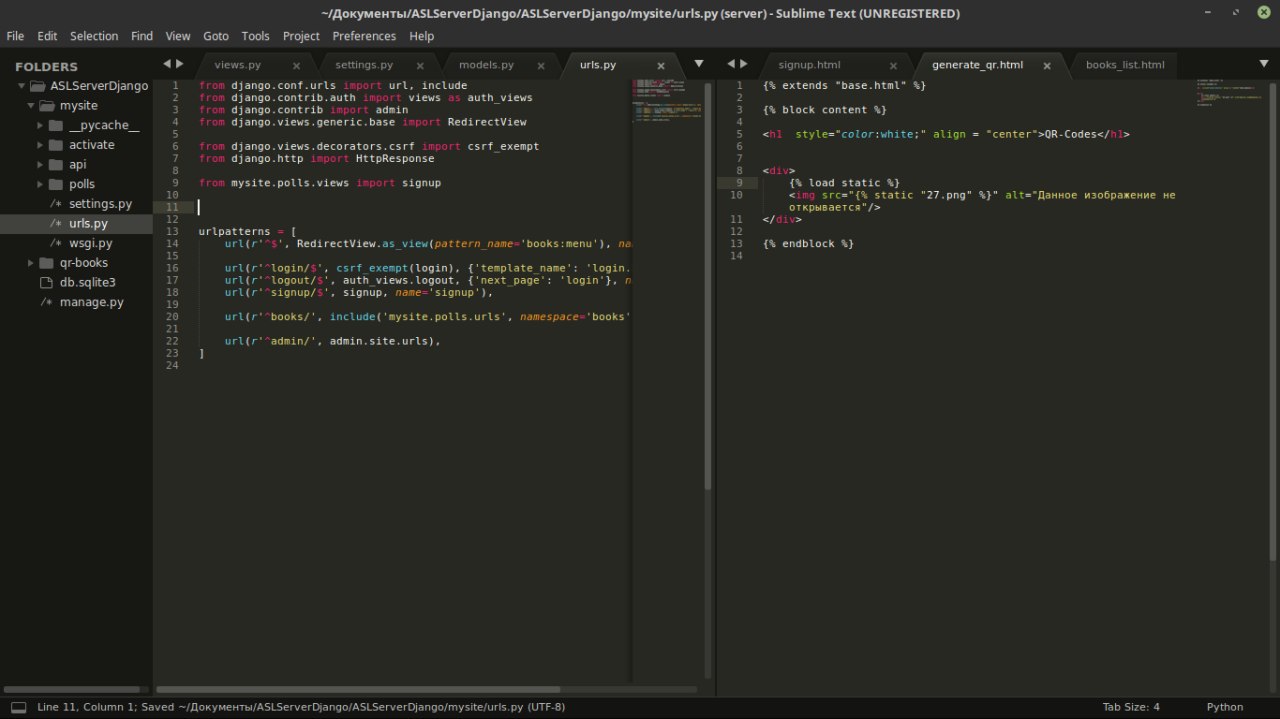 ~/Документы/ASLServerDjango/ASLServerDjango/mysite/urls.py (server) - Sublime Text (UNREGISTERED)
File Edit Selection Find View Goto Tools Project Preferences Help
FOLDERS
ASLServerDjango
mysite
__pycache__
activate
api
polls
/* settings.py
/* urls.py
/* wsgi.py
qr-books
db.sqlite3
/* manage.py
views.py × settings.py × models.py × urls.py ×
1 from django.conf.urls import url, include
2 from django.contrib.auth import views as auth_views
3 from django.contrib import admin
4 from django.views.generic.base import RedirectView
5
6 from django.views.decorators.csrf import csrf_exempt
7 from django.http import HttpResponse
8
9 from mysite.polls.views import signup
10
11
12
13 urlpatterns = [
14 url(r'^$', RedirectView.as_view(pattern_name='books:menu'), na
15
16 url(r'^login/$', csrf_exempt(login), {'template_name': 'login.
17 url(r'^logout/$', auth_views.logout, {'next_page': 'login'}, n
18 url(r'^signup/$', signup, name='signup'),
19
20 url(r'^books/', include('mysite.polls.urls', namespace='books'
21
22 url(r'^admin/', admin.site.urls),
23 ]
24
signup.html × generate_qr.html × books_list.html
1 {% extends "base.html" %}
2
3 {% block content %}
4
5 <h1  style="color:white;" align = "center">QR-Codes</h1>
6
7
8 <div>
9 {% load static %}
10 <img src="{% static "27.png" %}" alt="Данное изображение не
открывается"/>
11 </div>
12
13 {% endblock %}
14
Line 11, Column 1; Saved ~/Документы/ASLServerDjango/ASLServerDjango/mysite/urls.py (UTF-8) Tab Size: 4 Python